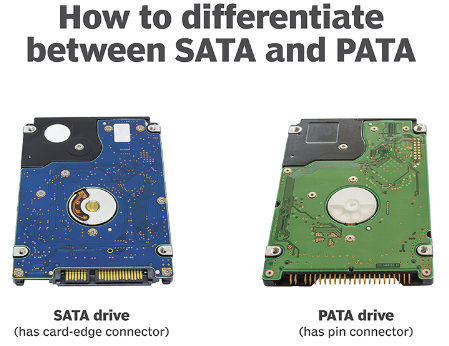 How to differentiate
between SATA and PATA
SATA drive
(has card-edge connector)
PATA drive
(has pin connector)